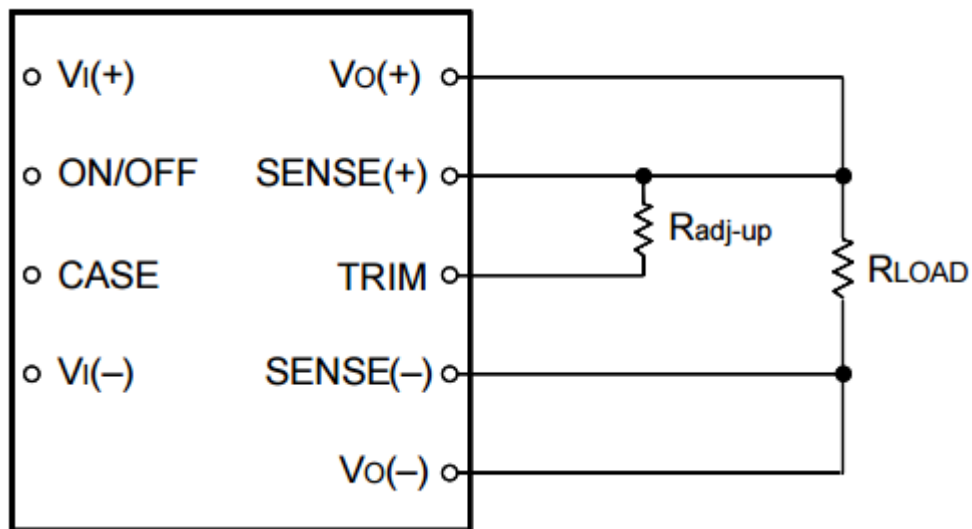 VI(+) VO(+)
ON/OFF SENSE(+)
Radj-up
CASE TRIM RLOAD
VI(–) SENSE(–)
VO(–)